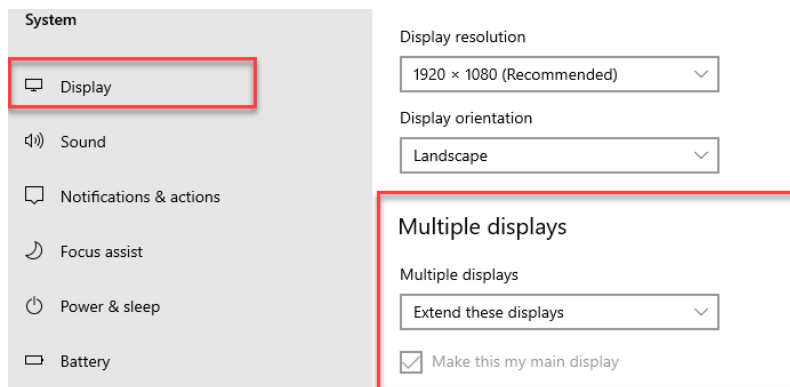 System
Display
Sound
Notifications & actions
Focus assist
Power & sleep
Battery
Display resolution
1920 × 1080 (Recommended)
Display orientation
Landscape
Multiple displays
Multiple displays
Extend these displays
Make this my main display